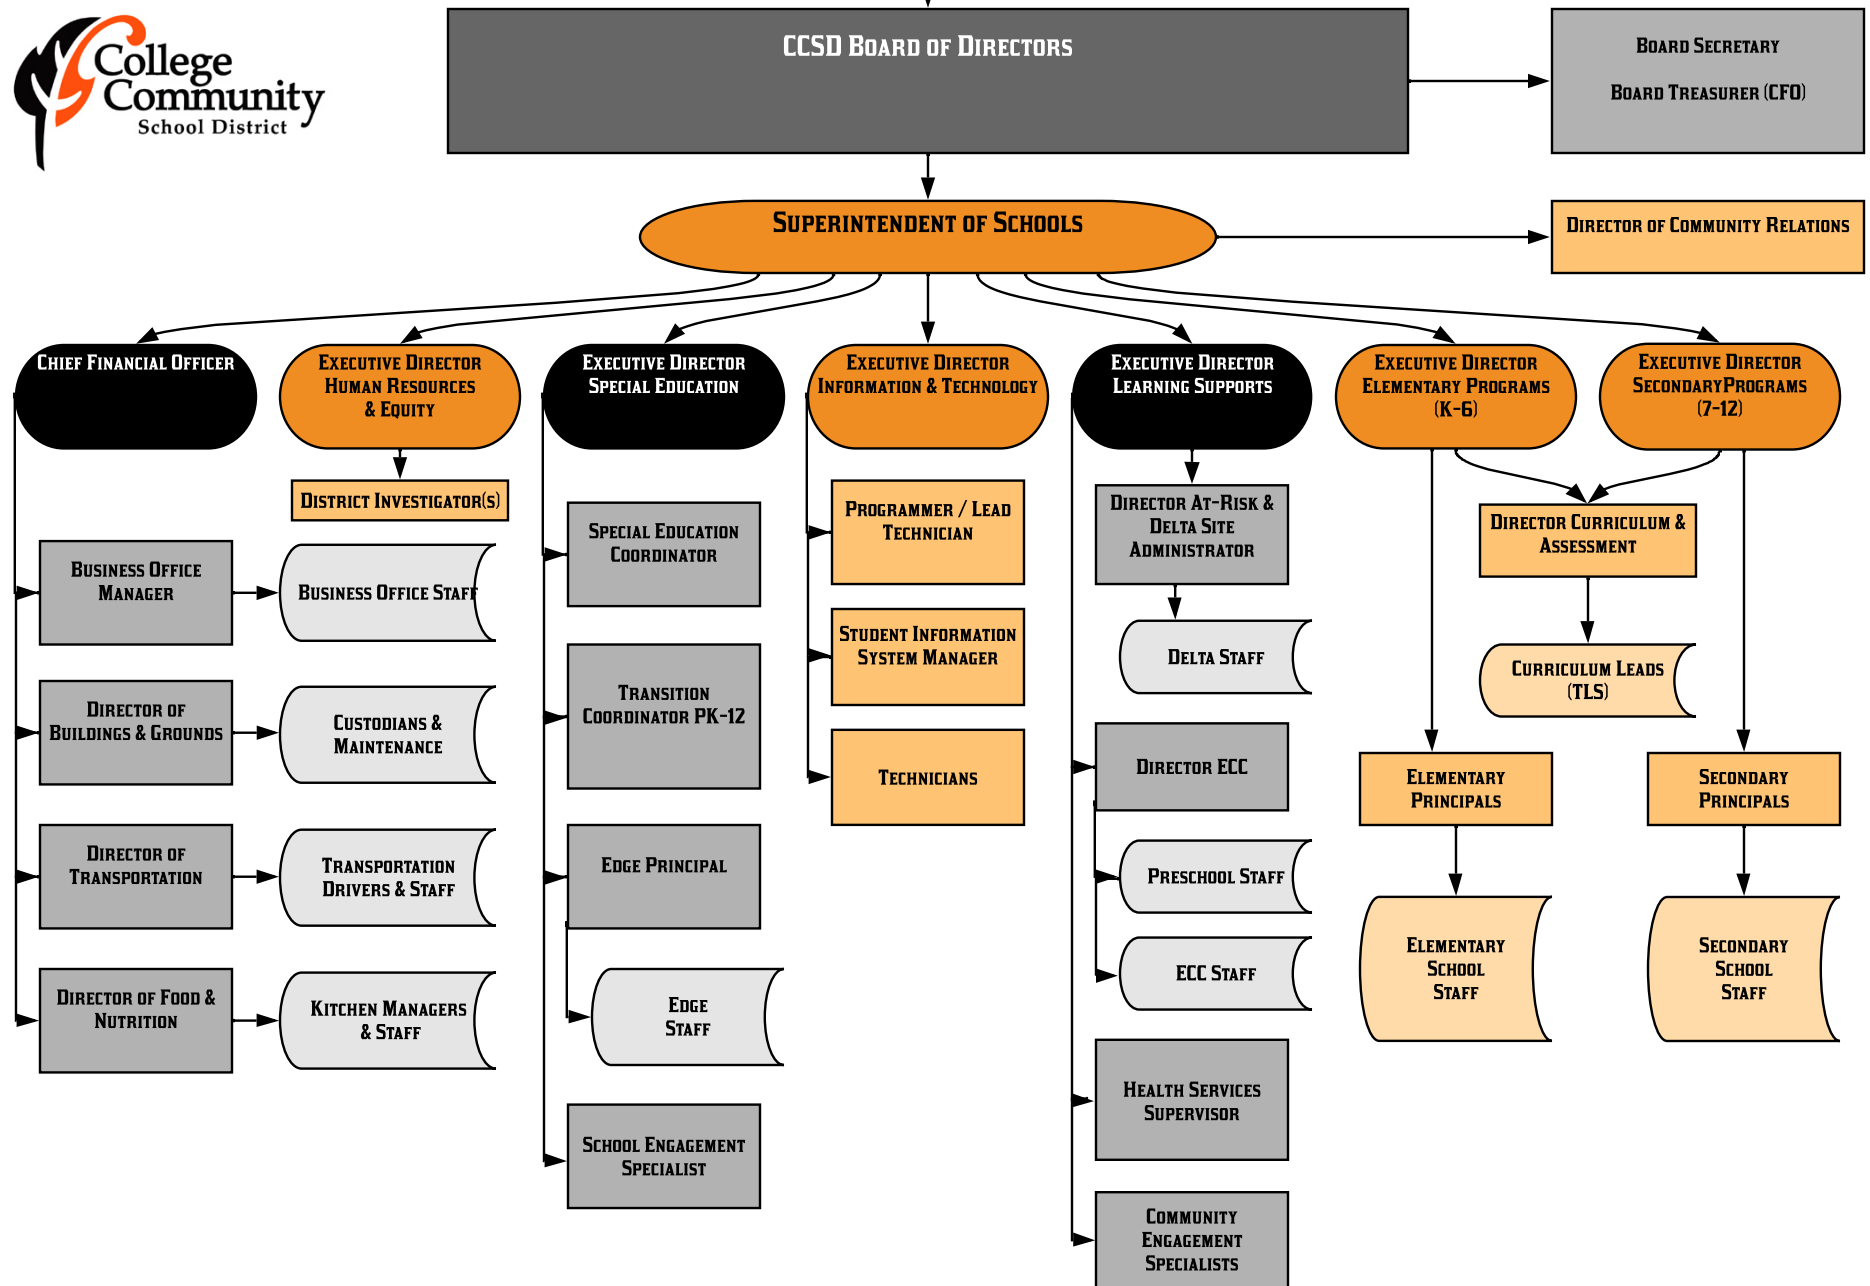 College
Community
School District
CCSD Board of Directors
Board Secretary
Board Treasurer (CFO)
Superintendent of Schools
Director of Community Relations
Chief Financial Officer
Executive Director
Human Resources
& Equity
Executive Director
Special Education
Executive Director
Information & Technology
Executive Director
Learning Supports
Executive Director
Elementary Programs
(K-6)
Executive Director
SecondaryPrograms
(7-12)
District Investigator(s)
Business Office
Manager
Business Office Staff
Director of
Buildings & Grounds
Custodians &
Maintenance
Director of
Transportation
Transportation
Drivers & Staff
Director of Food &
Nutrition
Kitchen Managers
& Staff
Special Education
Coordinator
Transition
Coordinator PK-12
Edge Principal
Edge
Staff
School Engagement
Specialist
Programmer / Lead
Technician
Student Information
System Manager
Technicians
Director At-Risk &
Delta Site
Administrator
Delta Staff
Director ECC
Preschool Staff
ECC Staff
Health Services
Supervisor
Community
Engagement
Specialists
Director Curriculum &
Assessment
Curriculum Leads
(TLS)
Elementary
Principals
Secondary
Principals
Elementary
School
Staff
Secondary
School
Staff